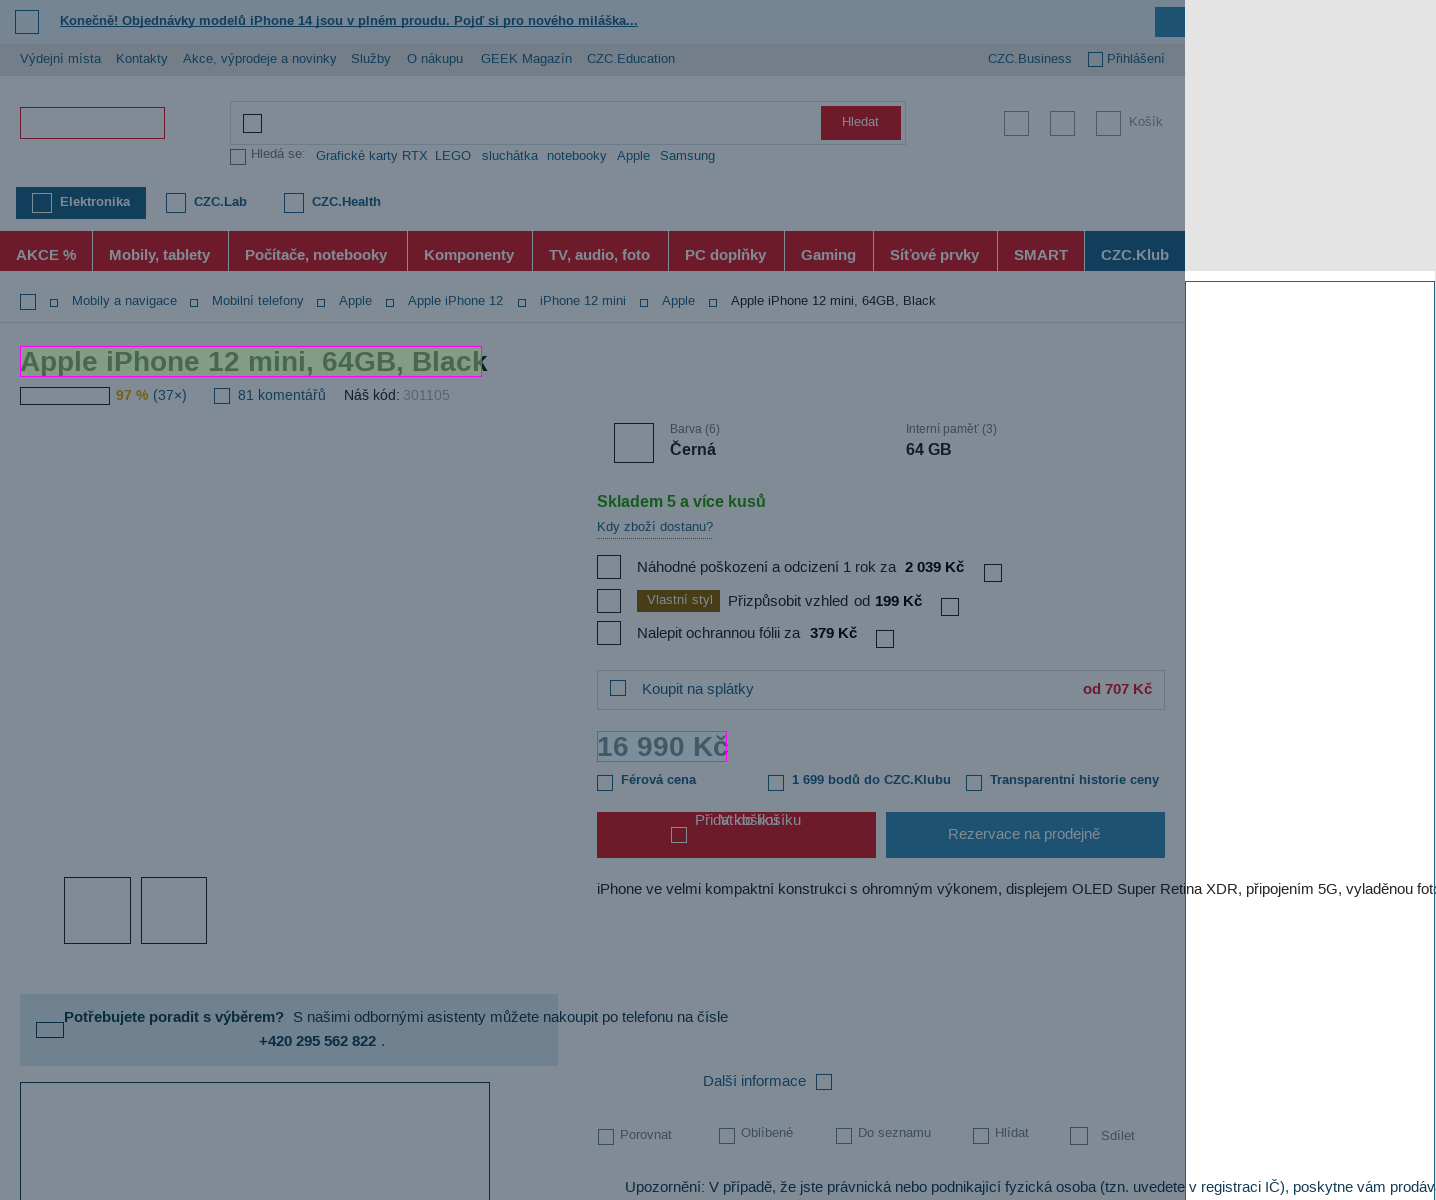 Konečně! Objednávky modelů iPhone 14 jsou v plném proudu. Pojď si pro nového miláška...
Výdejní místa Kontakty Akce, výprodeje a novinky Služby O nákupu GEEK Magazín CZC.Education CZC.Business Přihlášení
Hledat Košík
Hledá se: Grafické karty RTX LEGO sluchátka notebooky Apple Samsung
Elektronika CZC.Lab CZC.Health
AKCE % Mobily, tablety Počítače, notebooky Komponenty TV, audio, foto PC doplňky Gaming Síťové prvky SMART CZC.Klub
Mobily a navigace Mobilní telefony Apple Apple iPhone 12 iPhone 12 mini Apple Apple iPhone 12 mini, 64GB, Black
Apple iPhone 12 mini, 64GB, Black
97 % (37×) 81 komentářů Náš kód: 301105
Barva (6) Interní paměť (3)
Černá 64 GB
Skladem 5 a více kusů
Kdy zboží dostanu?
Náhodné poškození a odcizení 1 rok za 2 039 Kč
Vlastní styl Přizpůsobit vzhled od 199 Kč
Nalepit ochrannou fólii za 379 Kč
Koupit na splátky od 707 Kč
16 990 Kč
Férová cena 1 699 bodů do CZC.Klubu Transparentní historie ceny
Přidat do košíku V košíku
Rezervace na prodejně
iPhone ve velmi kompaktní konstrukci s ohromným výkonem, displejem OLED Super Retina XDR, připojením 5G, vyladěnou
Potřebujete poradit s výběrem? S našimi odbornými asistenty můžete nakoupit po telefonu na čísle
+420 295 562 822 .
Další informace
Porovnat Oblíbené Do seznamu Hlídat Sdílet
Upozornění: V případě, že jste právnická nebo podnikající fyzická osoba (tzn. uvedete v registraci IČ), poskytne vám